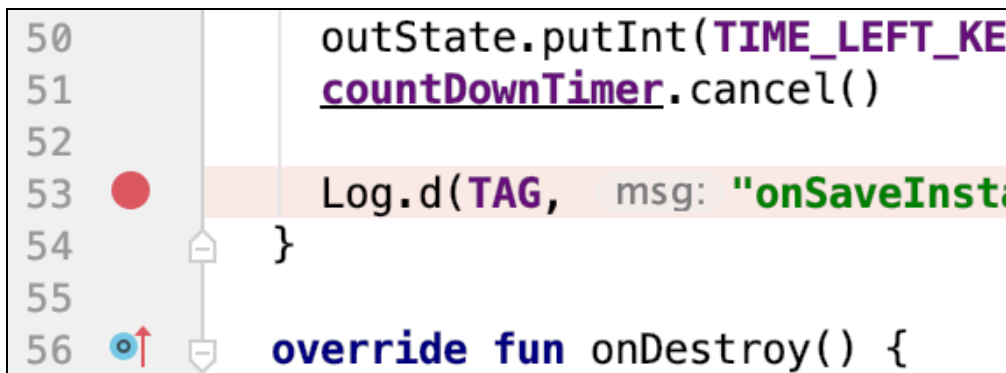 50 outState.putInt(TIME_LEFT_KE
51 countDownTimer.cancel()
52
53 Log.d(TAG, msg: "onSaveInsta
54 }
55
56 override fun onDestroy() {